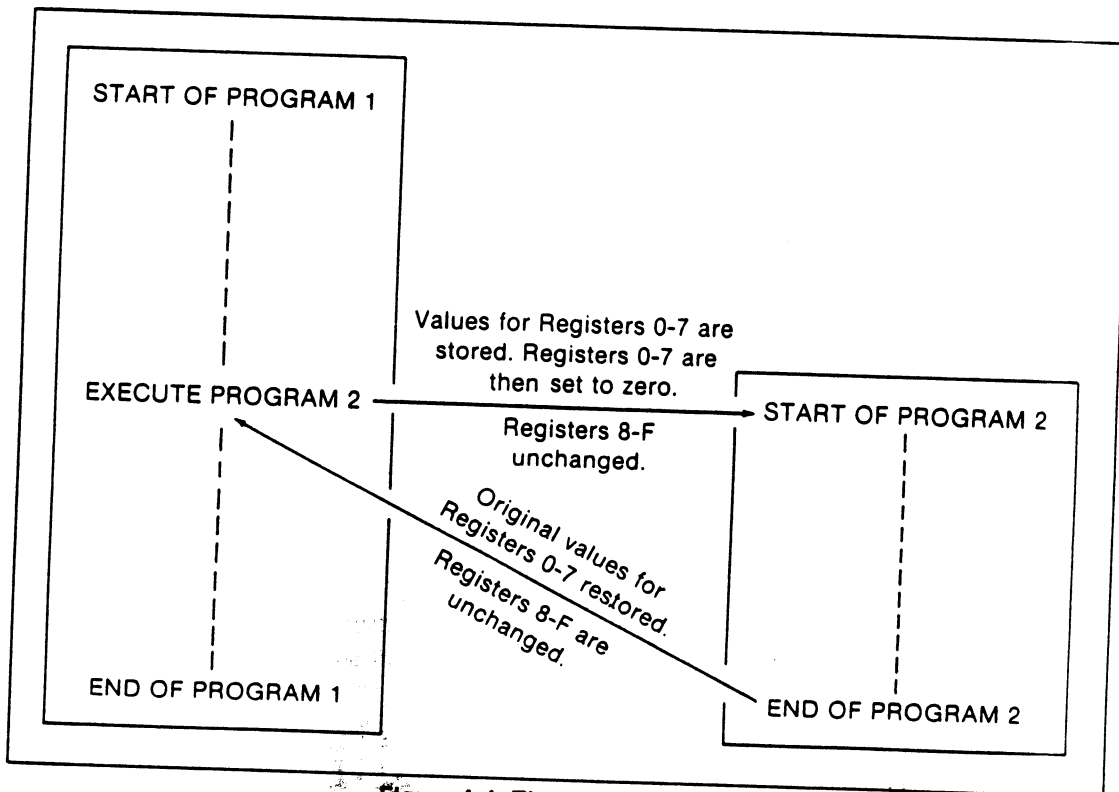 START OF PROGRAM 1
EXECUTE PROGRAM 2
END OF PROGRAM 1
Values for Registers 0-7 are
stored. Registers 0-7 are
then set to zero.
Registers 8-F
unchanged.
START OF PROGRAM 2
Original values for
Registers 0-7 restored.
Registers 8-F are
unchanged.
END OF PROGRAM 2